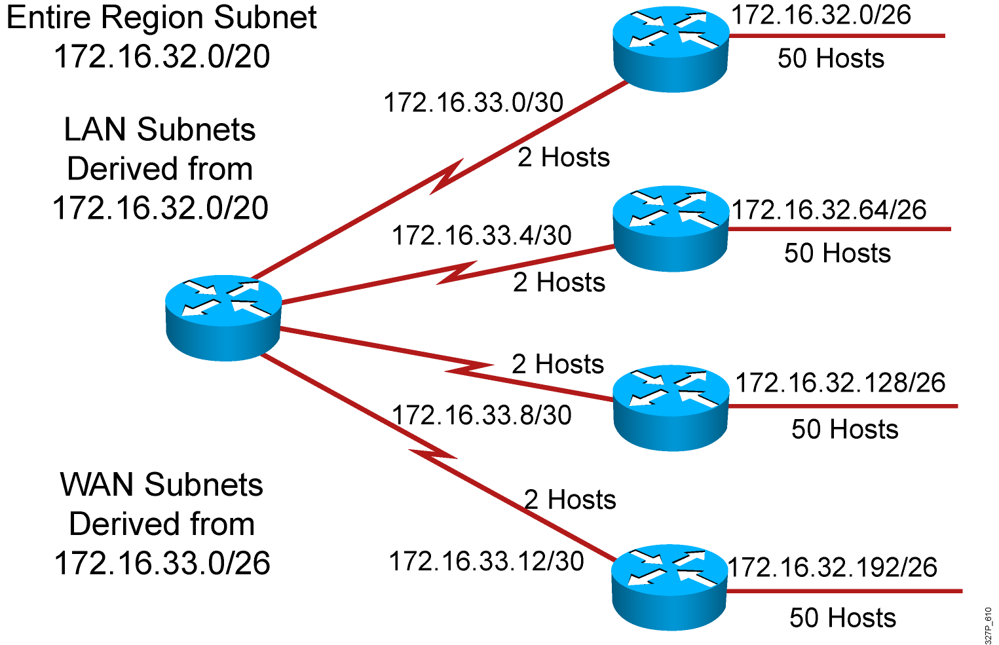 Entire Region Subnet
172.16.32.0/20
LAN Subnets
Derived from
172.16.32.0/20
WAN Subnets
Derived from
172.16.33.0/26
172.16.33.0/30
2 Hosts
172.16.32.0/26
50 Hosts
172.16.33.4/30
2 Hosts
172.16.32.64/26
50 Hosts
2 Hosts
172.16.33.8/30
172.16.32.128/26
50 Hosts
2 Hosts
172.16.33.12/30
172.16.32.192/26
50 Hosts
327P_610